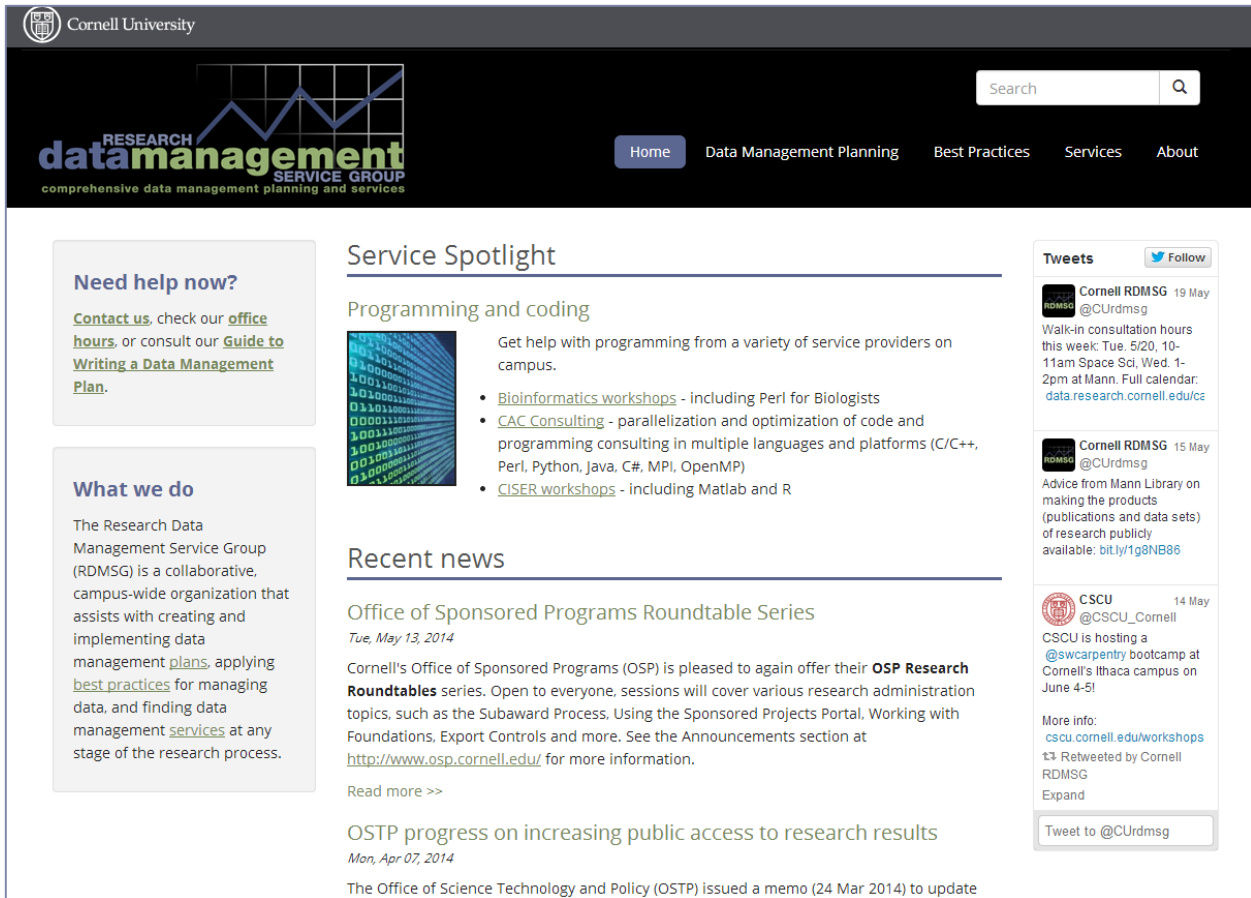 Cornell University
RESEARCH
datamanagement
SERVICE GROUP
comprehensive data management planning and services
Search
Home
Data Management Planning
Best Practices
Services
About
Need help now?
Contact us, check our office
hours, or consult our Guide to
Writing a Data Management
Plan.
What we do
The Research Data
Management Service Group
(RDMSG) is a collaborative,
campus-wide organization that
assists with creating and
implementing data
management plans, applying
best practices for managing
data, and finding data
management services at any
stage of the research process.
Service Spotlight
Programming and coding
Get help with programming from a variety of service providers on
campus.
• Bioinformatics workshops - including Perl for Biologists
• CAC Consulting - parallelization and optimization of code and
programming consulting in multiple languages and platforms (C/C++,
Perl, Python, Java, C#, MPI, OpenMP)
• CISER workshops - including Matlab and R
Recent news
Office of Sponsored Programs Roundtable Series
Tue, May 13, 2014
Cornell's Office of Sponsored Programs (OSP) is pleased to again offer their OSP Research
Roundtables series. Open to everyone, sessions will cover various research administration
topics, such as the Subaward Process, Using the Sponsored Projects Portal, Working with
Foundations, Export Controls and more. See the Announcements section at
http://www.osp.cornell.edu/ for more information.
Read more >>
OSTP progress on increasing public access to research results
Mon, Apr 07, 2014
The Office of Science Technology and Policy (OSTP) issued a memo (24 Mar 2014) to update
Tweets
Follow
Cornell RDMSG 19 May
RDMSG @CUrdmsg
Walk-in consultation hours
this week: Tue. 5/20, 10-
11am Space Sci, Wed. 1-
2pm at Mann. Full calendar:
data.research.cornell.edu/ca
Cornell RDMSG 15 May
RDMSG @CUrdmsg
Advice from Mann Library on
making the products
(publications and data sets)
of research publicly
available: bit.ly/1g8NB86
CSCU 14 May
@CSCU_Cornell
CSCU is hosting a
@swcarpentry bootcamp at
Cornell's Ithaca campus on
June 4-5!
More info:
cscu.cornell.edu/workshops
Retweeted by Cornell
RDMSG
Expand
Tweet to @CUrdmsg